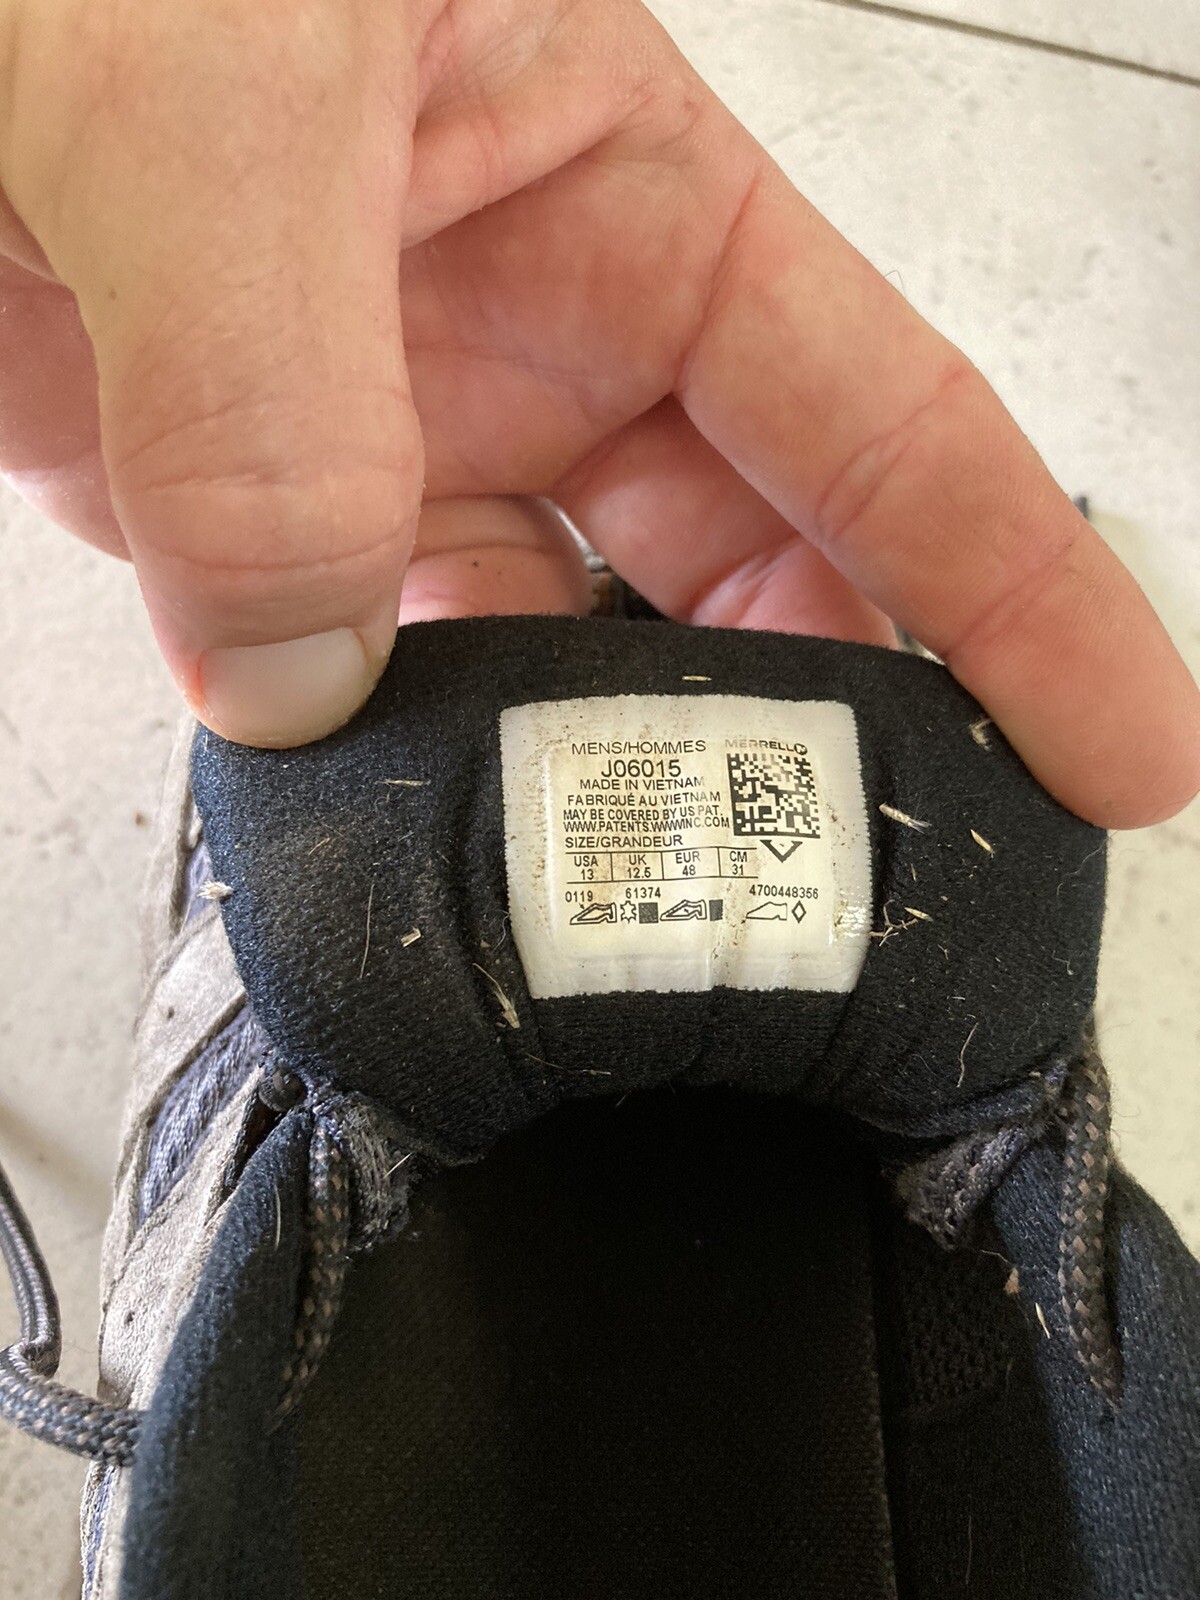 MENS/HOMMES
MERRELL
J06015
MADE IN VIETNAM
FABRIQUÉ AU VIETNAM
MAY BE COVERED BY US PAT.
WWW.PATENTS.WWWINC.COM
SIZE/GRANDEUR
USA UK EUR CM
13 12.5 48 31
0119 61374 4700448356